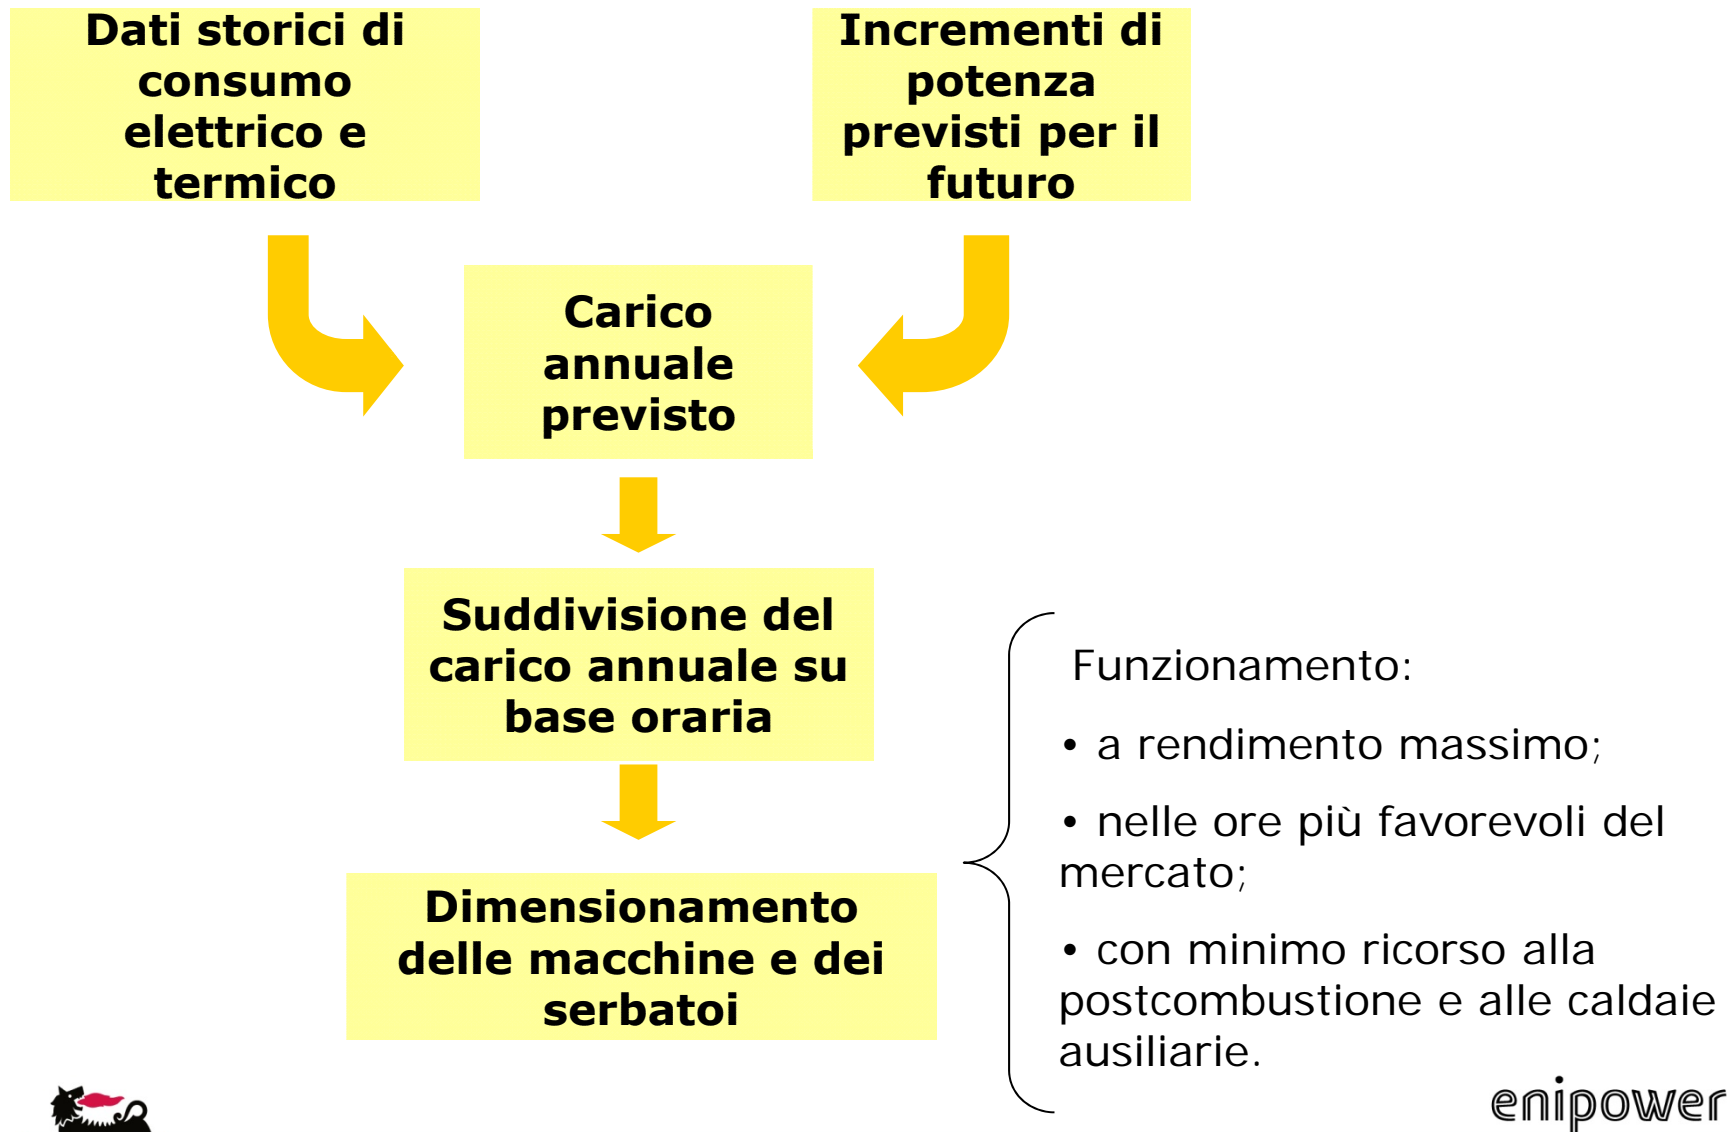 Dati storici di
consumo
elettrico e
termico
Incrementi di
potenza
previsti per il
futuro
Carico
annuale
previsto
Suddivisione del
carico annuale su
base oraria
Dimensionamento
delle macchine e dei
serbatoi
Funzionamento:
• a rendimento massimo;
• nelle ore più favorevoli del
mercato;
• con minimo ricorso alla
postcombustione e alle caldaie
ausiliarie.
enipower